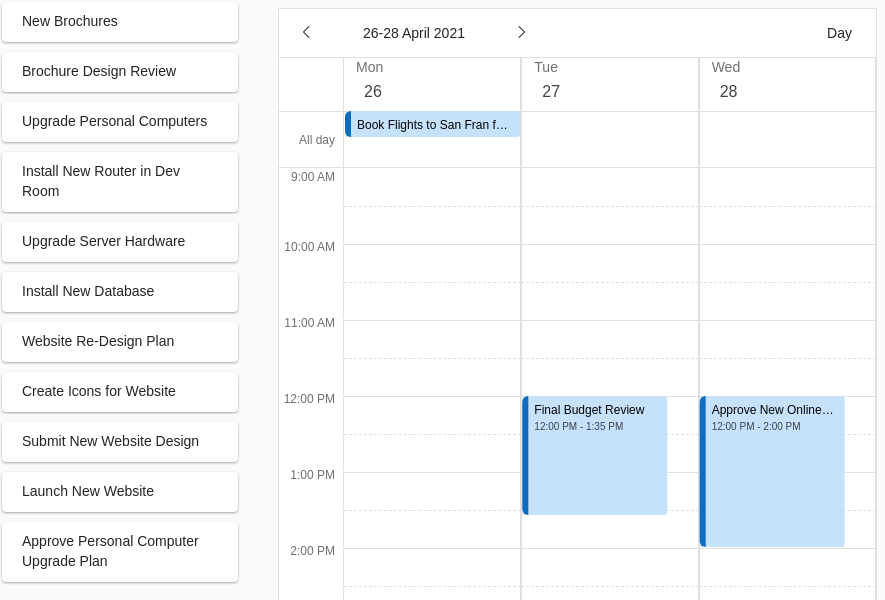 New Brochures
Brochure Design Review
Upgrade Personal Computers
Install New Router in Dev
Room
Upgrade Server Hardware
Install New Database
Website Re-Design Plan
Create Icons for Website
Submit New Website Design
Launch New Website
Approve Personal Computer
Upgrade Plan
26-28 April 2021
Day
Mon
26
Tue
27
Wed
28
All day
Book Flights to San Fran f…
9:00 AM
10:00 AM
11:00 AM
12:00 PM
1:00 PM
2:00 PM
Final Budget Review
12:00 PM - 1:35 PM
Approve New Online…
12:00 PM - 2:00 PM